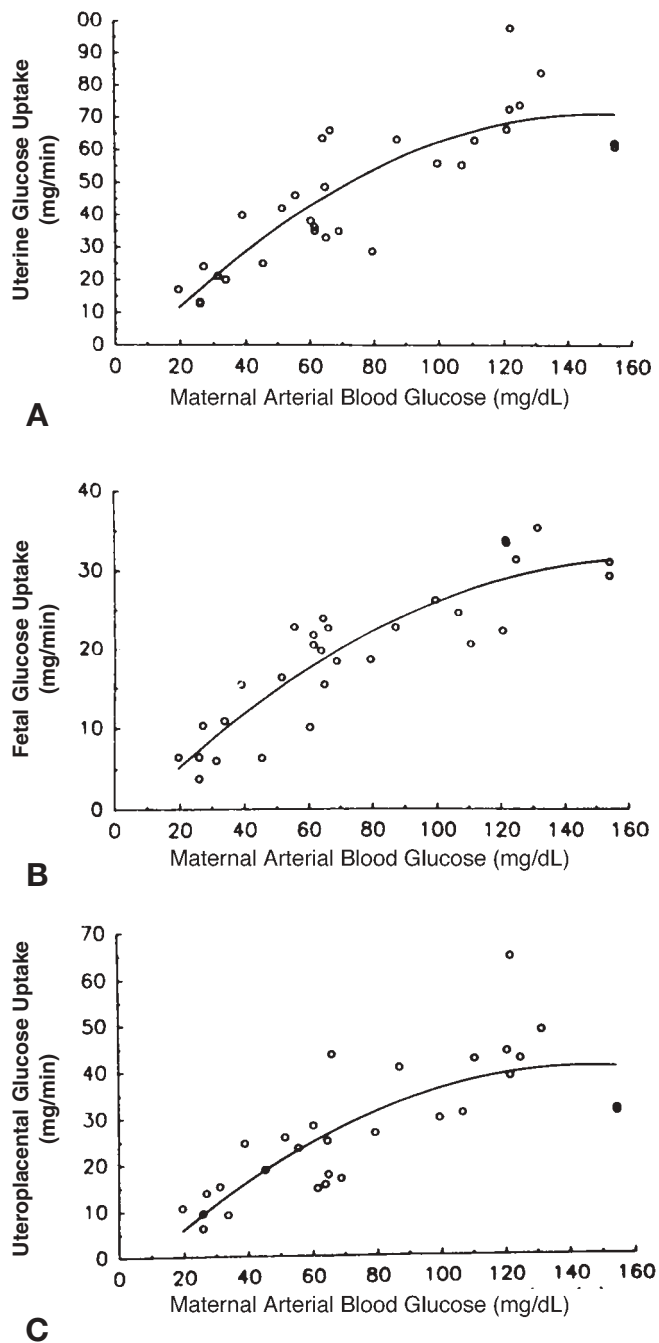 Uterine Glucose Uptake
(mg/min)
00
90
80
70
60
50
40
30
20
10
0
0 20 40 60 80 100 120 140 160
Maternal Arterial Blood Glucose (mg/dL)
A
Fetal Glucose Uptake
(mg/min)
40
30
20
10
0
0 20 40 60 80 100 120 140 160
Maternal Arterial Blood Glucose (mg/dL)
B
Uteroplacental Glucose Uptake
(mg/min)
70
60
50
40
30
20
10
0
0 20 40 60 80 100 120 140 160
Maternal Arterial Blood Glucose (mg/dL)
C